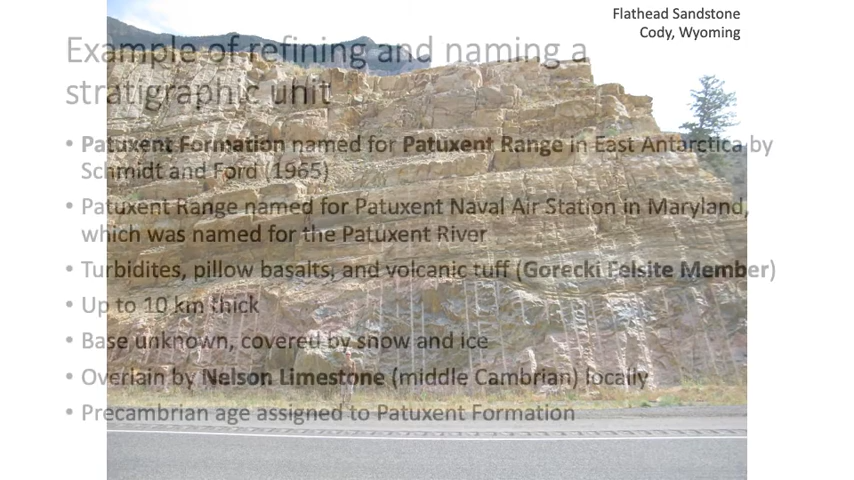 Flathead Sandstone
Cody, Wyoming
Example of refining and naming a
stratigraphic unit
• Patuxent Formation named for Patuxent Range in East Antarctica by
Schmidt and Ford (1965)
• Patuxent Range named for Patuxent Naval Air Station in Maryland,
which was named for the Patuxent River
• Turbidites, pillow basalts, and volcanic tuff (Gorecki Felsite Member)
• Up to 10 km thick
• Base unknown, covered by snow and ice
• Overlain by Nelson Limestone (middle Cambrian) locally
• Precambrian age assigned to Patuxent Formation